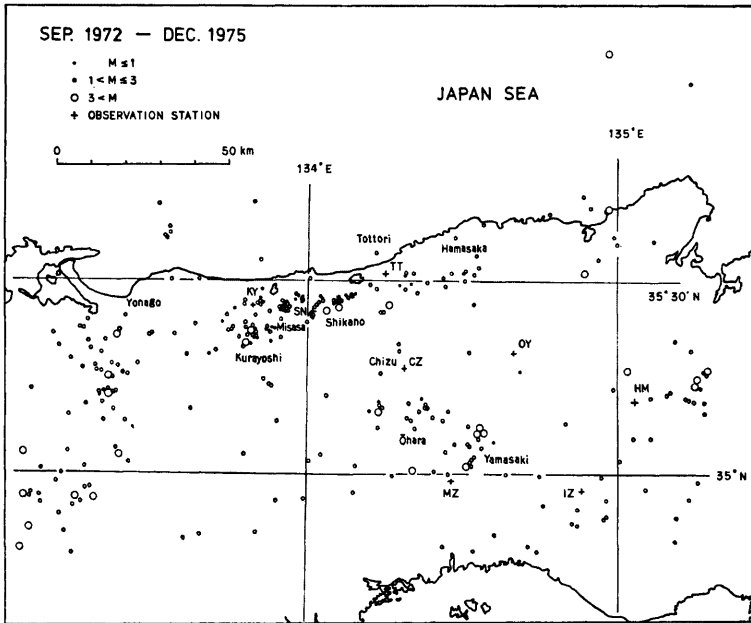 SEP. 1972 — DEC. 1975
M ≤ 1
1 < M ≤ 3
3 < M
+ OBSERVATION STATION
0 50 km
JAPAN SEA
134°E
135°E
Tottori
Hamasaka
TT
35°30'N
Yonago
KY
SN
Misasa
Shikano
Kurayoshi
Chizu
CZ
OY
HM
Ōhara
Yamasaki
35°N
MZ
IZ